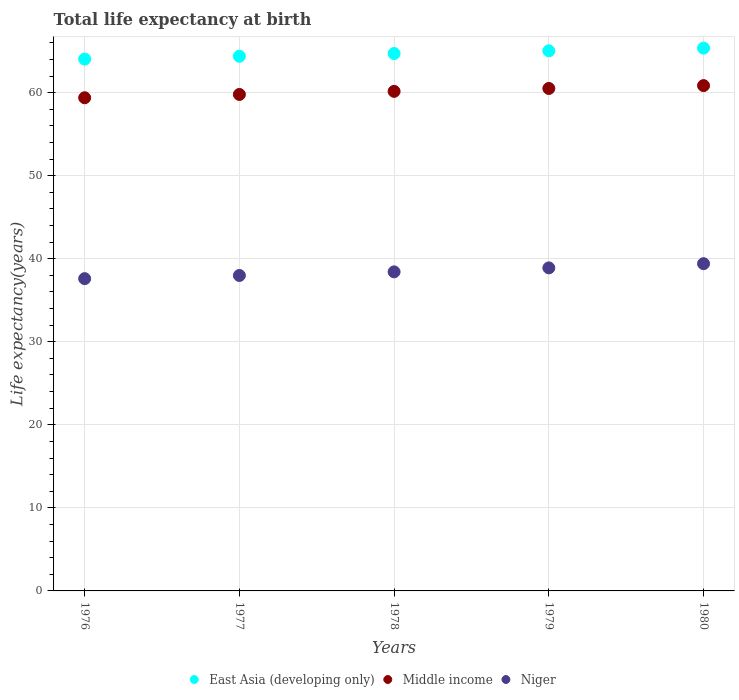 Total life expectancy at birth
Life expectancy(years)
60
50
40
30
20
10
0
1976
1977
1978
1979
1980
Years
East Asia (developing only)
Middle income
Niger